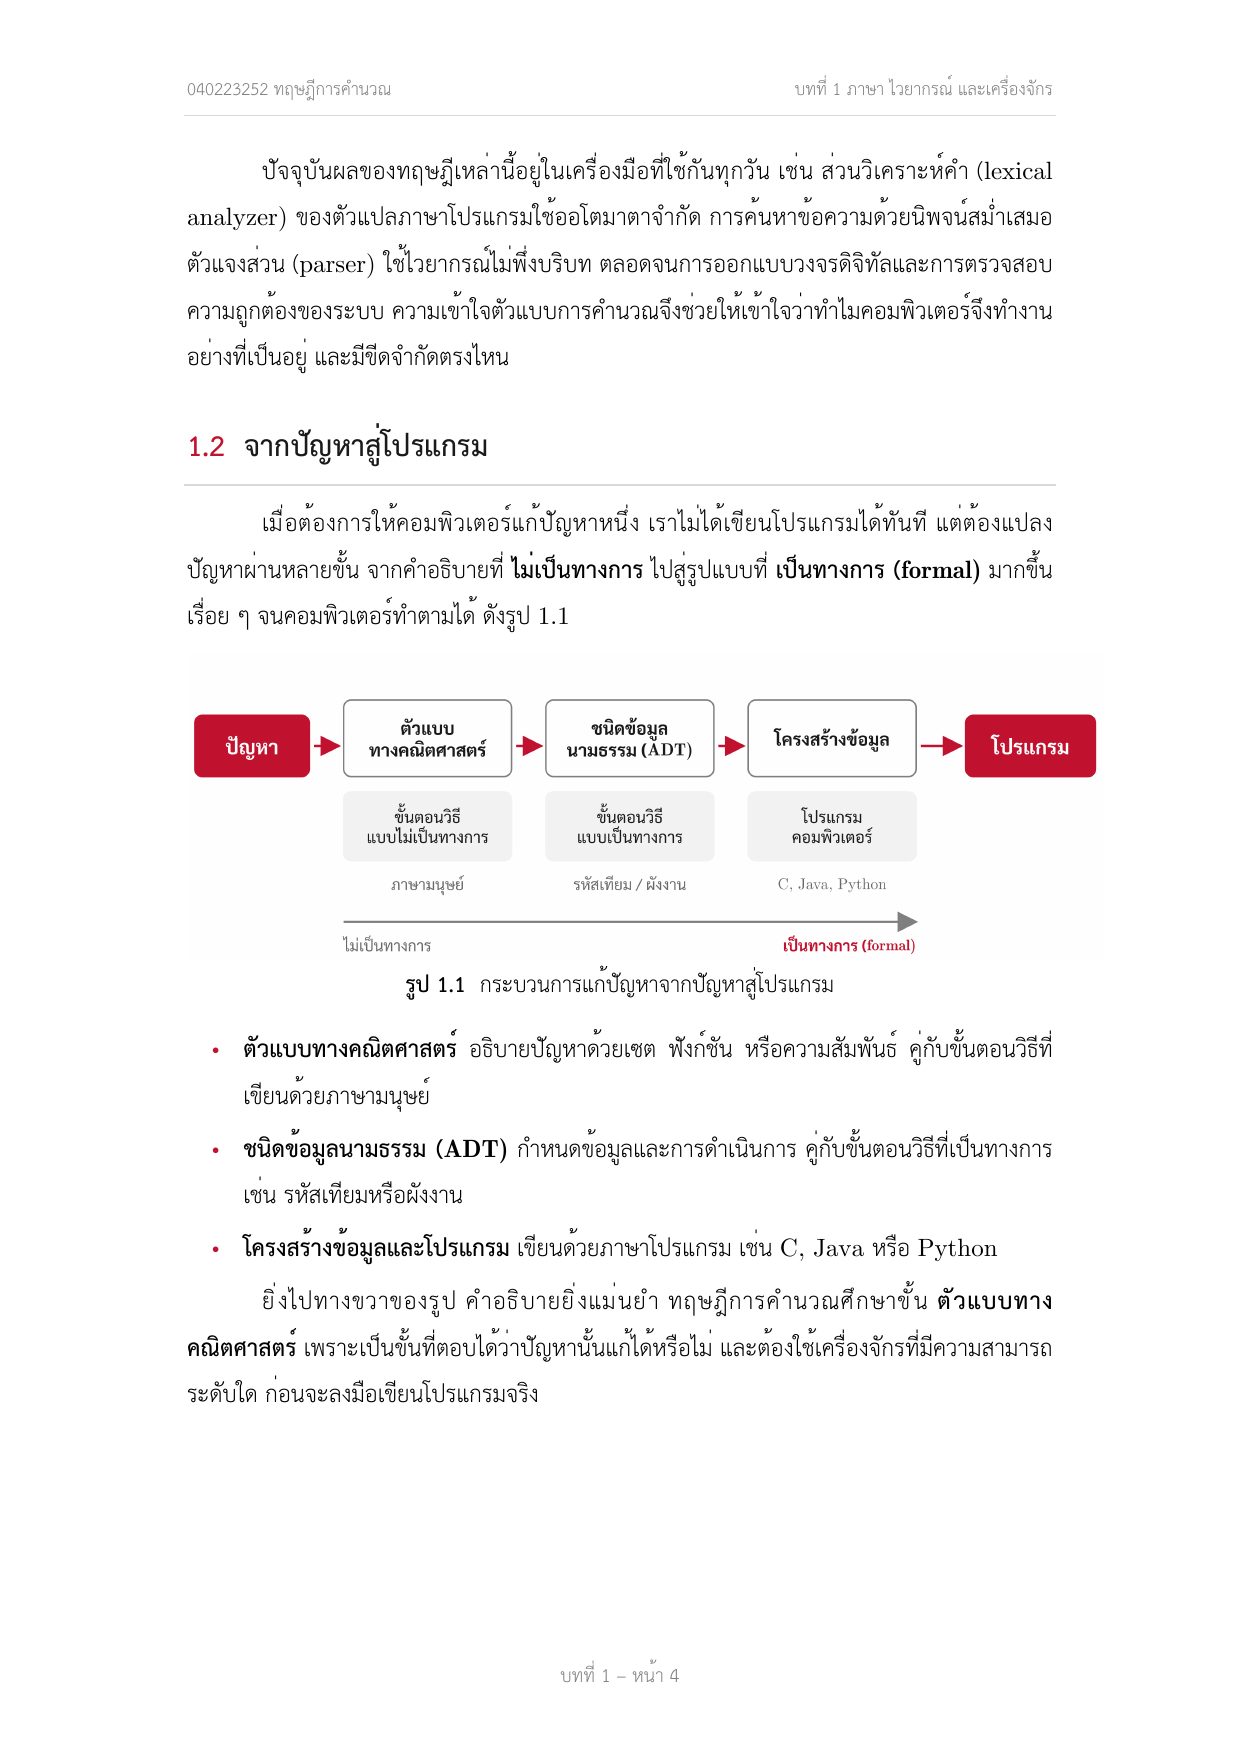 040223252 ทฤษฎีการคำนวณ
บทที่ 1 ภาษา ไวยากรณ์ และเครื่องจักร
ปัจจุบันผลของทฤษฎีเหล่านี้อยู่ในเครื่องมือที่ใช้กันทุกวัน เช่น ส่วนวิเคราะห์คำ (lexical
analyzer) ของตัวแปลภาษาโปรแกรมใช้ออโตมาตาจำกัด การค้นหาข้อความด้วยนิพจน์สม่ำเสมอ
ตัวแจงส่วน (parser) ใช้ไวยากรณ์ไม่พึ่งบริบท ตลอดจนการออกแบบวงจรดิจิทัลและการตรวจสอบ
ความถูกต้องของระบบ ความเข้าใจตัวแบบการคำนวณจึงช่วยให้เข้าใจว่าทำไมคอมพิวเตอร์จึงทำงาน
อย่างที่เป็นอยู่ และมีขีดจำกัดตรงไหน
1.2 จากปัญหาสู่โปรแกรม
เมื่อต้องการให้คอมพิวเตอร์แก้ปัญหาหนึ่ง เราไม่ได้เขียนโปรแกรมได้ทันที แต่ต้องแปลง
ปัญหาผ่านหลายขั้น จากคำอธิบายที่ ไม่เป็นทางการ ไปสู่รูปแบบที่ เป็นทางการ (formal) มากขึ้น
เรื่อย ๆ จนคอมพิวเตอร์ทำตามได้ ดังรูป 1.1
ปัญหา
ตัวแบบ
ทางคณิตศาสตร์
ชนิดข้อมูล
นามธรรม (ADT)
โครงสร้างข้อมูล
โปรแกรม
ขั้นตอนวิธี
แบบไม่เป็นทางการ
ขั้นตอนวิธี
แบบเป็นทางการ
โปรแกรม
คอมพิวเตอร์
ภาษามนุษย์
รหัสเทียม / ผังงาน
C, Java, Python
ไม่เป็นทางการ
เป็นทางการ (formal)
รูป 1.1 กระบวนการแก้ปัญหาจากปัญหาสู่โปรแกรม
• ตัวแบบทางคณิตศาสตร์ อธิบายปัญหาด้วยเซต ฟังก์ชัน หรือความสัมพันธ์ คู่กับขั้นตอนวิธีที่
เขียนด้วยภาษามนุษย์
• ชนิดข้อมูลนามธรรม (ADT) กำหนดข้อมูลและการดำเนินการ คู่กับขั้นตอนวิธีที่เป็นทางการ
เช่น รหัสเทียมหรือผังงาน
• โครงสร้างข้อมูลและโปรแกรม เขียนด้วยภาษาโปรแกรม เช่น C, Java หรือ Python
ยิ่งไปทางขวาของรูป คำอธิบายยิ่งแม่นยำ ทฤษฎีการคำนวณศึกษาขั้น ตัวแบบทาง
คณิตศาสตร์ เพราะเป็นขั้นที่ตอบได้ว่าปัญหานั้นแก้ได้หรือไม่ และต้องใช้เครื่องจักรที่มีความสามารถ
ระดับใด ก่อนจะลงมือเขียนโปรแกรมจริง
บทที่ 1 – หน้า 4